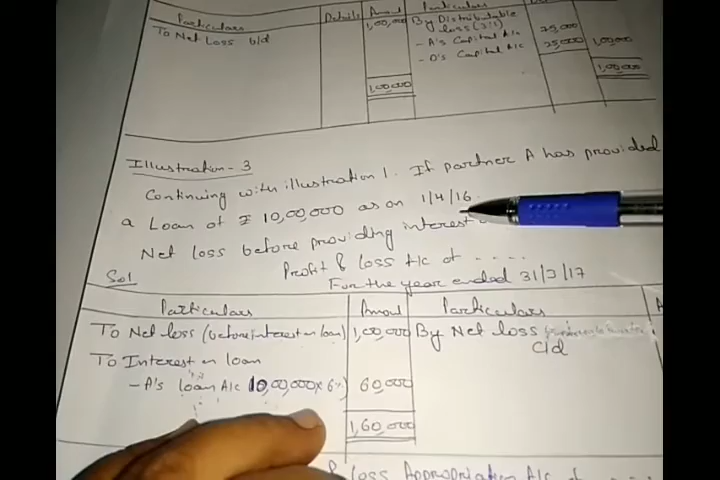 Particulars Details Amount Particulars
To Net Loss b/d 1,00,000 By Distributable
loss (3:1)
- A's Capital A/c 75,000
- D's Capital A/c 25,000 1,00,000
1,00,000 1,00,000
Illustration - 3
Continuing with illustration 1. If partner A has provided
a Loan of ₹ 10,00,000 as on 1/4/16.
Net loss before providing interest
Sol Profit & loss A/c of ....
For the year ended 31/3/17
Particulars Amout Particulars A
To Net loss (before interest on loan) 1,00,000 By Net loss
c/d
To Interest on loan
- A's loan A/c 10,00,000x6%) 60,000
1,60,000
& loss Appropriation A/c of